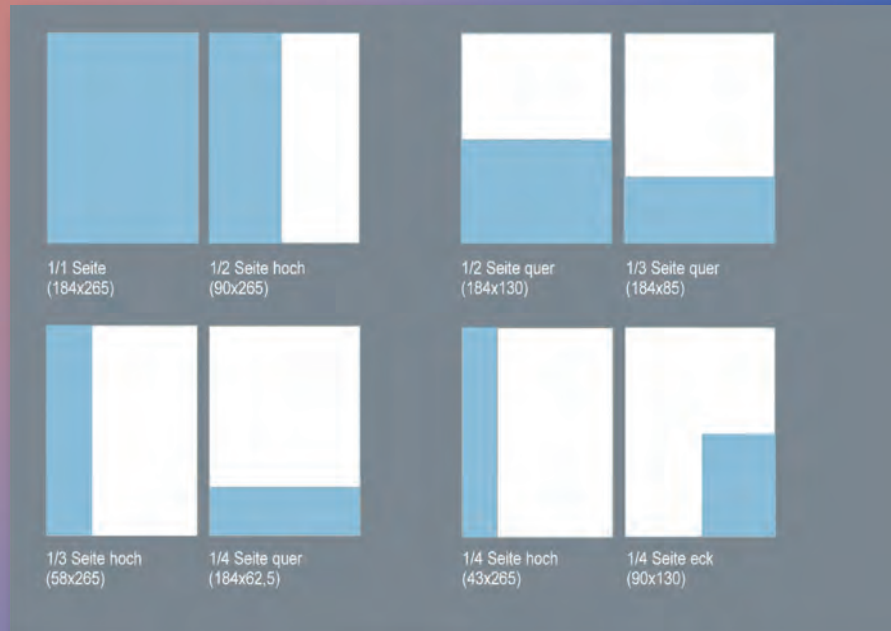 1/1 Seite
(184x265)
1/2 Seite hoch
(90x265)
1/2 Seite quer
(184x130)
1/3 Seite quer
(184x85)
1/3 Seite hoch
(58x265)
1/4 Seite quer
(184x62,5)
1/4 Seite hoch
(43x265)
1/4 Seite eck
(90x130)